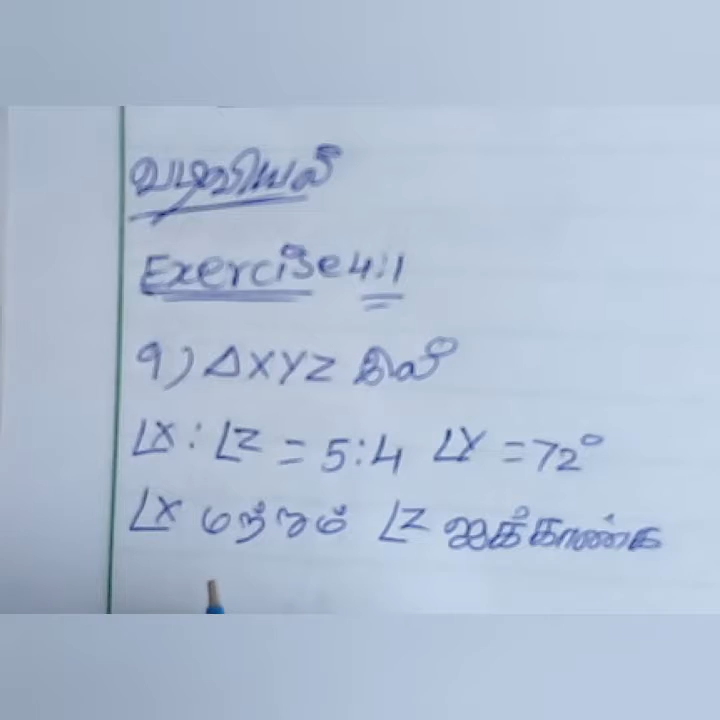 வடிவியல்
Exercise 4:1
9) ΔXYZ இல்
∠X : ∠Z = 5:4 ∠Y = 72°
∠X மற்றும் ∠Z ஐக்காண்க